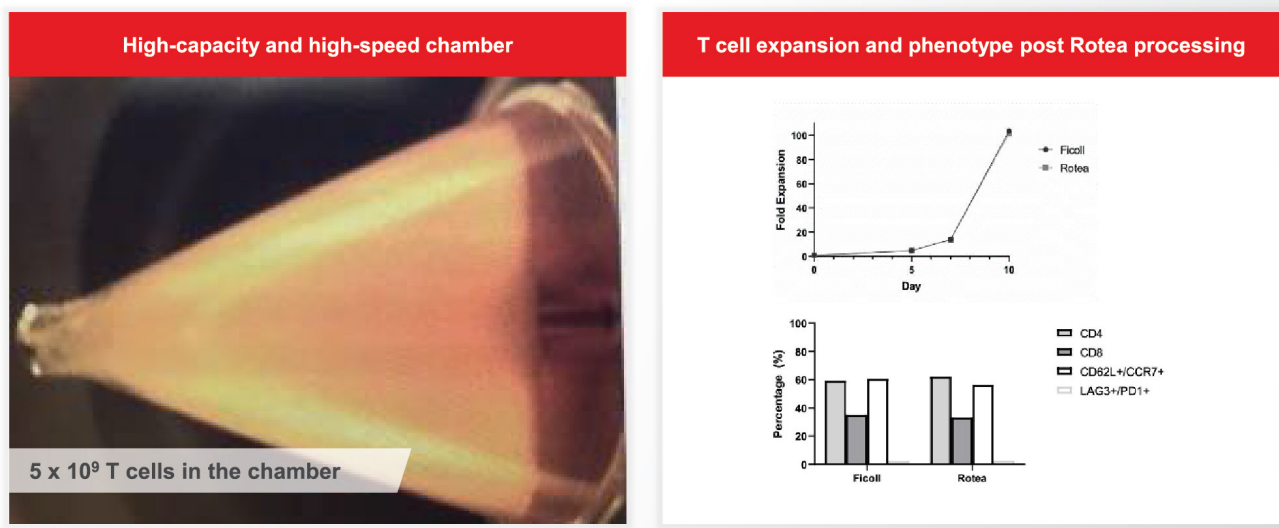 High-capacity and high-speed chamber
5 x 10⁹ T cells in the chamber
T cell expansion and phenotype post Rotea processing
Fold Expansion
100
80
60
40
20
0
0 5 10
Day
Ficoll
Rotea
Percentage (%)
100
80
60
40
20
0
Ficoll Rotea
CD4
CD8
CD62L+/CCR7+
LAG3+/PD1+